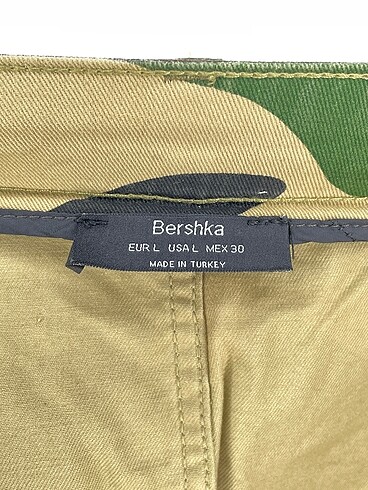 Bershka
EUR L USA L MEX 30
MADE IN TURKEY